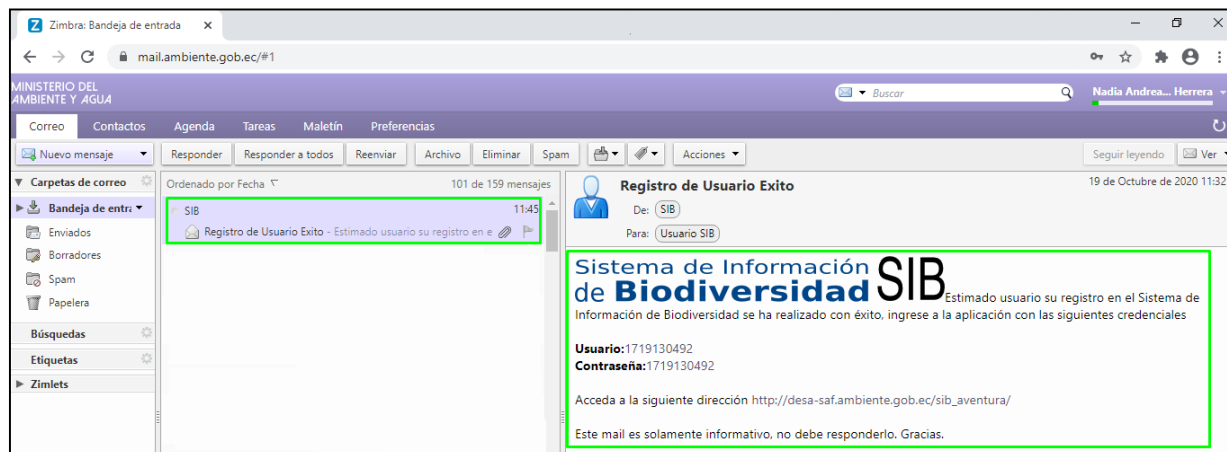 Zimbra: Bandeja de entrada
mail.ambiente.gob.ec/#1
MINISTERIO DEL
AMBIENTE Y AGUA
Buscar
Nadia Andrea... Herrera
Correo Contactos Agenda Tareas Maletín Preferencias
Nuevo mensaje Responder Responder a todos Reenviar Archivo Eliminar Spam Acciones Seguir leyendo Ver
Carpetas de correo
Bandeja de entra
Enviados
Borradores
Spam
Papelera
Búsquedas
Etiquetas
Zimlets
Ordenado por Fecha 101 de 159 mensajes
SIB 11:45
Registro de Usuario Exito - Estimado usuario su registro en e
Registro de Usuario Exito 19 de Octubre de 2020 11:32
De: SIB
Para: Usuario SIB
Sistema de Información
de Biodiversidad SIB Estimado usuario su registro en el Sistema de
Información de Biodiversidad se ha realizado con éxito, ingrese a la aplicación con las siguientes credenciales
Usuario:1719130492
Contraseña:1719130492
Acceda a la siguiente dirección http://desa-saf.ambiente.gob.ec/sib_aventura/
Este mail es solamente informativo, no debe responderlo. Gracias.